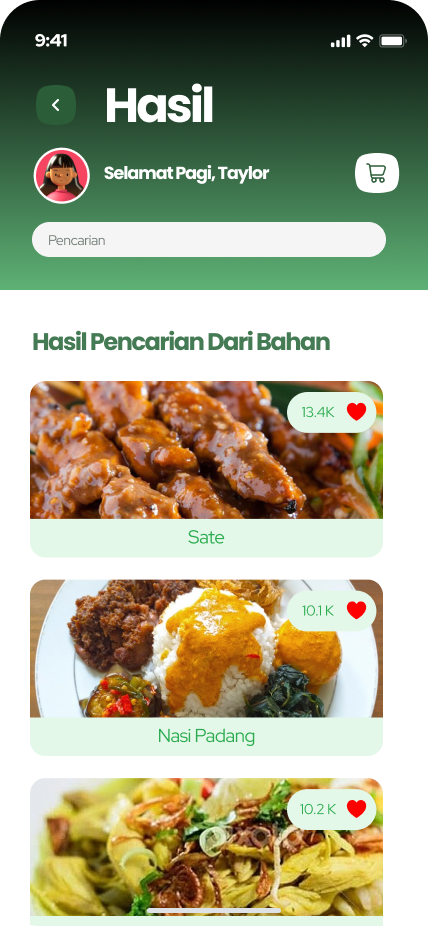 9:41
Hasil
Selamat Pagi, Taylor
Pencarian
Hasil Pencarian Dari Bahan
13.4K
Sate
10.1 K
Nasi Padang
10.2 K